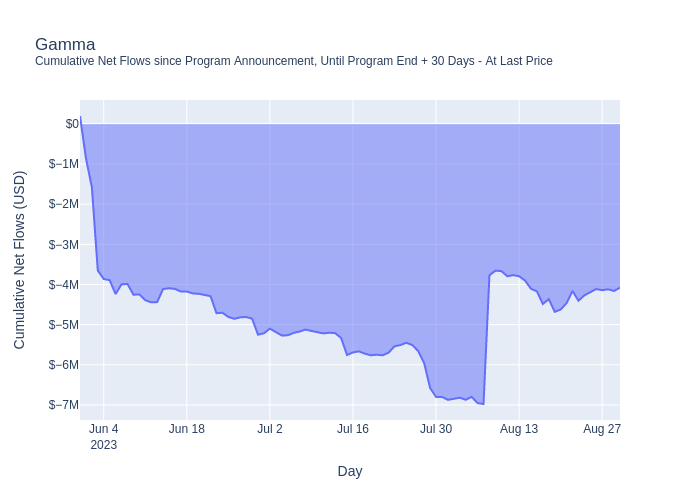 Gamma
Cumulative Net Flows since Program Announcement, Until Program End + 30 Days - At Last Price
Cumulative Net Flows (USD)
$0
$−1M
$−2M
$−3M
$−4M
$−5M
$−6M
$−7M
Jun 4
2023
Jun 18
Jul 2
Jul 16
Jul 30
Aug 13
Aug 27
Day